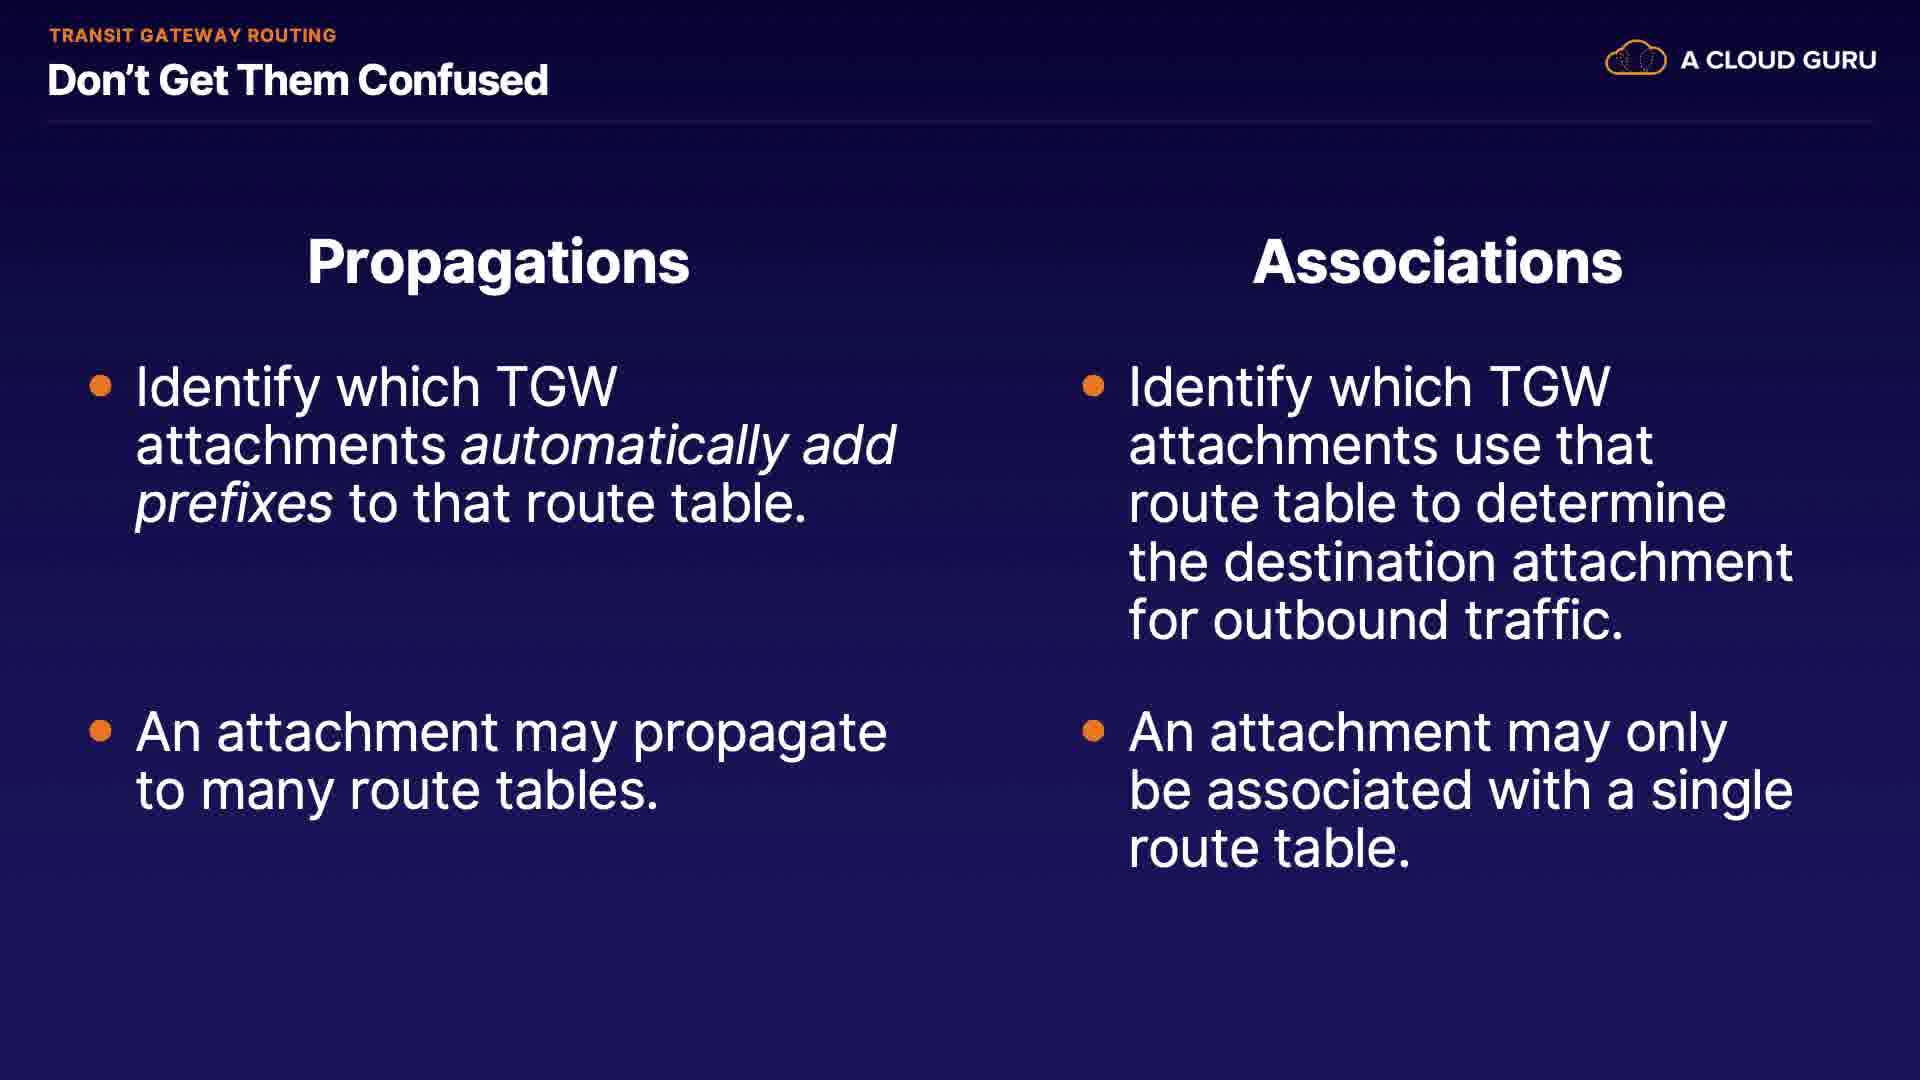 TRANSIT GATEWAY ROUTING
Don’t Get Them Confused
A CLOUD GURU
Propagations
Identify which TGW
attachments automatically add
prefixes to that route table.
An attachment may propagate
to many route tables.
Associations
Identify which TGW
attachments use that
route table to determine
the destination attachment
for outbound traffic.
An attachment may only
be associated with a single
route table.